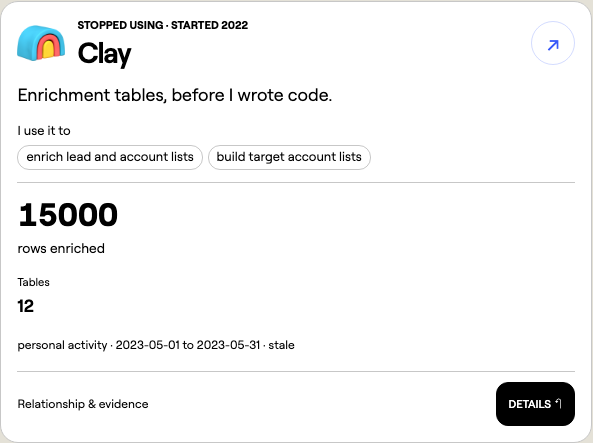 STOPPED USING · STARTED 2022
Clay
Enrichment tables, before I wrote code.
I use it to
enrich lead and account lists
build target account lists
15000
rows enriched
Tables
12
personal activity · 2023-05-01 to 2023-05-31 · stale
Relationship & evidence
DETAILS